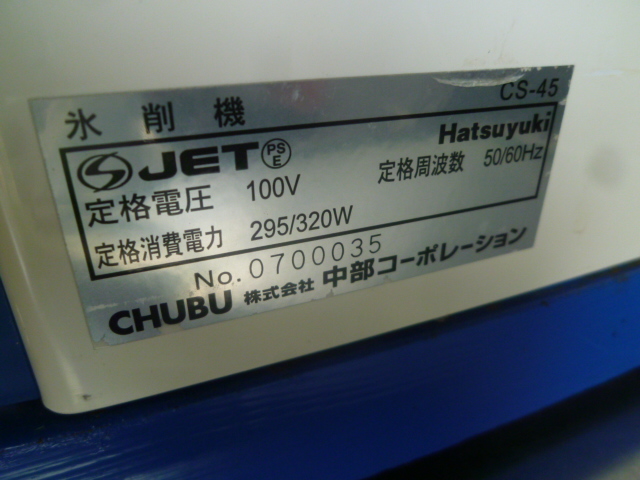 氷削機 CS-45
JET PSE Hatsuyuki
定格電圧 100V 定格周波数 50/60Hz
定格消費電力 295/320W
No.0700035
CHUBU 株式会社 中部コーポレーション